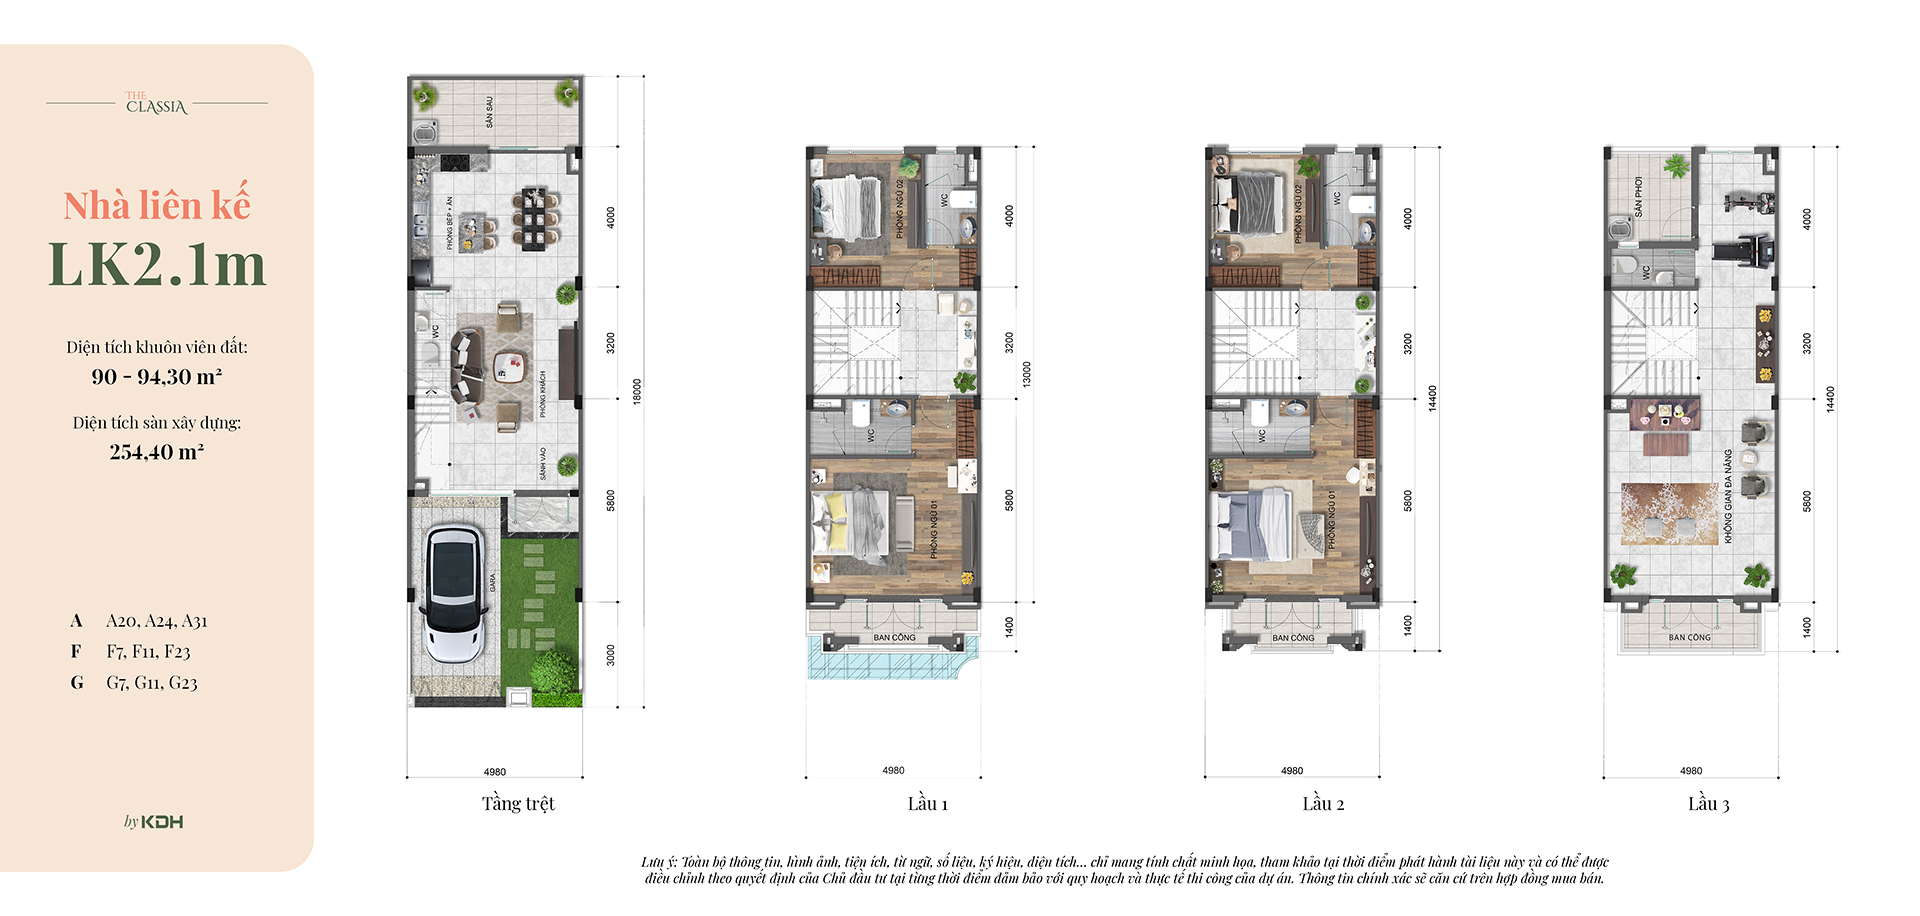 THE
CLASSIA
Nhà liên kế
LK2.1m
Diện tích khuôn viên đất:
90 - 94,30 m²
Diện tích sàn xây dựng:
254,40 m²
A A20, A24, A31
F F7, F11, F23
G G7, G11, G23
by KDH
SÂN SAU
PHÒNG BẾP + ĂN
WC
PHÒNG KHÁCH
SẢNH VÀO
GARA
4000
3200
5800
3000
18000
4980
Tầng trệt
PHÒNG NGỦ 02
WC
WC
PHÒNG NGỦ 01
BAN CÔNG
4000
3200
5800
1400
13000
4980
Lầu 1
PHÒNG NGỦ 02
WC
WC
PHÒNG NGỦ 01
BAN CÔNG
4000
3200
5800
1400
14400
4980
Lầu 2
SÂN PHƠI
WC
KHÔNG GIAN ĐA NĂNG
BAN CÔNG
4000
3200
5800
1400
14400
4980
Lầu 3
Lưu ý: Toàn bộ thông tin, hình ảnh, tiện ích, từ ngữ, số liệu, ký hiệu, diện tích... chỉ mang tính chất minh họa, tham khảo tại thời điểm phát hành tài liệu này và có thể được
điều chỉnh theo quyết định của Chủ đầu tư tại từng thời điểm đảm bảo với quy hoạch và thực tế thi công của dự án. Thông tin chính xác sẽ căn cứ trên hợp đồng mua bán.